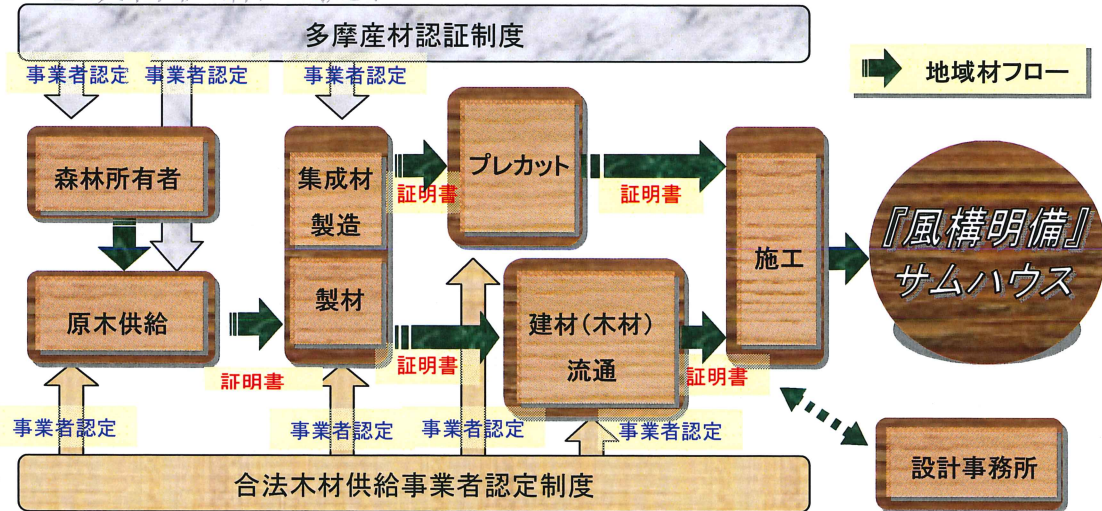 多摩産材認証制度
事業者認定
事業者認定
事業者認定
地域材フロー
森林所有者
集成材
製造
製材
プレカット
証明書
証明書
施工
『風構明備』
サムハウス
原木供給
建材（木材）
流通
証明書
証明書
証明書
事業者認定
事業者認定
事業者認定
事業者認定
設計事務所
合法木材供給事業者認定制度